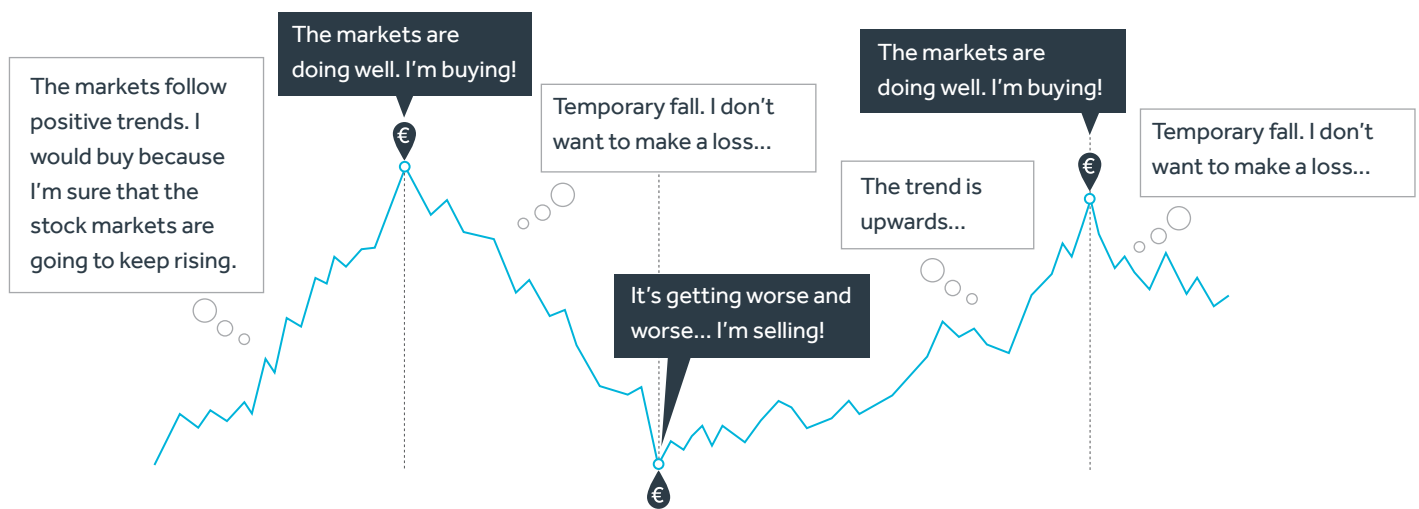 The markets follow
positive trends. I
would buy because
I'm sure that the
stock markets are
going to keep rising.
The markets are
doing well. I'm buying!
€
Temporary fall. I don't
want to make a loss...
It's getting worse and
worse... I'm selling!
€
The trend is
upwards...
The markets are
doing well. I'm buying!
€
Temporary fall. I don't
want to make a loss...